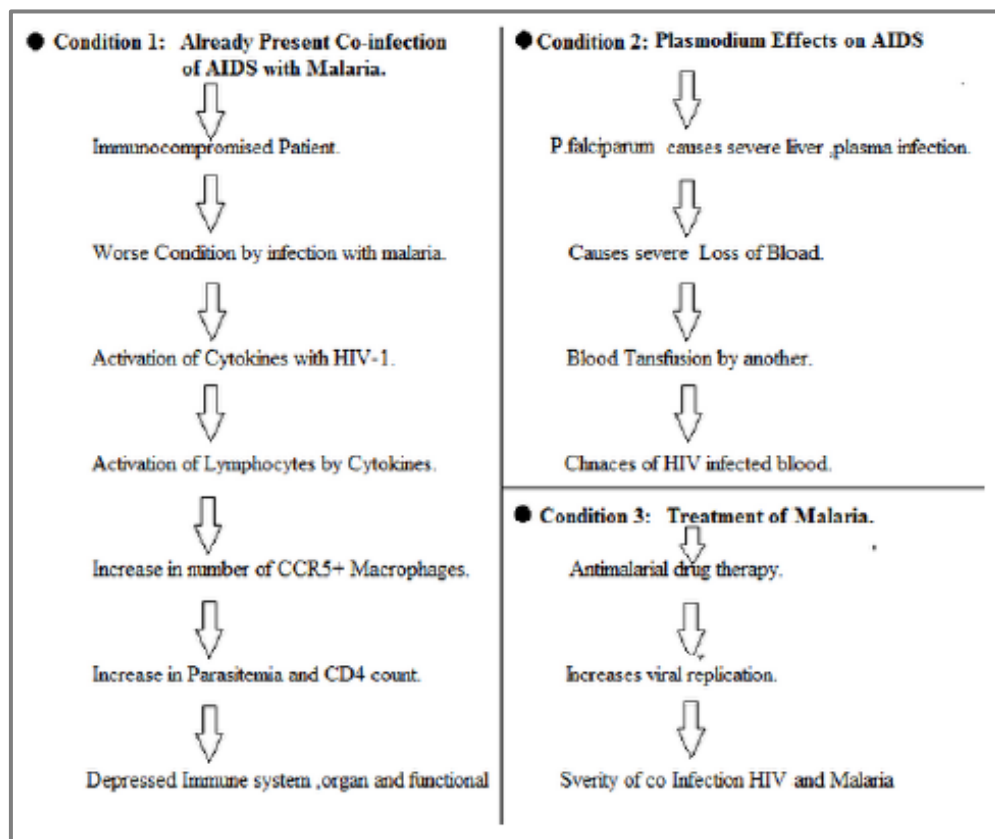 Condition 1: Already Present Co-infection
of AIDS with Malaria.
Immunocompromised Patient.
Worse Condition by infection with malaria.
Activation of Cytokines with HIV-1.
Activation of Lymphocytes by Cytokines.
Increase in number of CCR5+ Macrophages.
Increase in Parasitemia and CD4 count.
Depressed Immune system ,organ and functional
Condition 2: Plasmodium Effects on AIDS
P.falciparum causes severe liver ,plasma infection.
Causes severe Loss of Bload.
Blood Tansfusion by another.
Chnaces of HIV infected blood.
Condition 3: Treatment of Malaria.
Antimalarial drug therapy.
Increases viral replication.
Sverity of co Infection HIV and Malaria